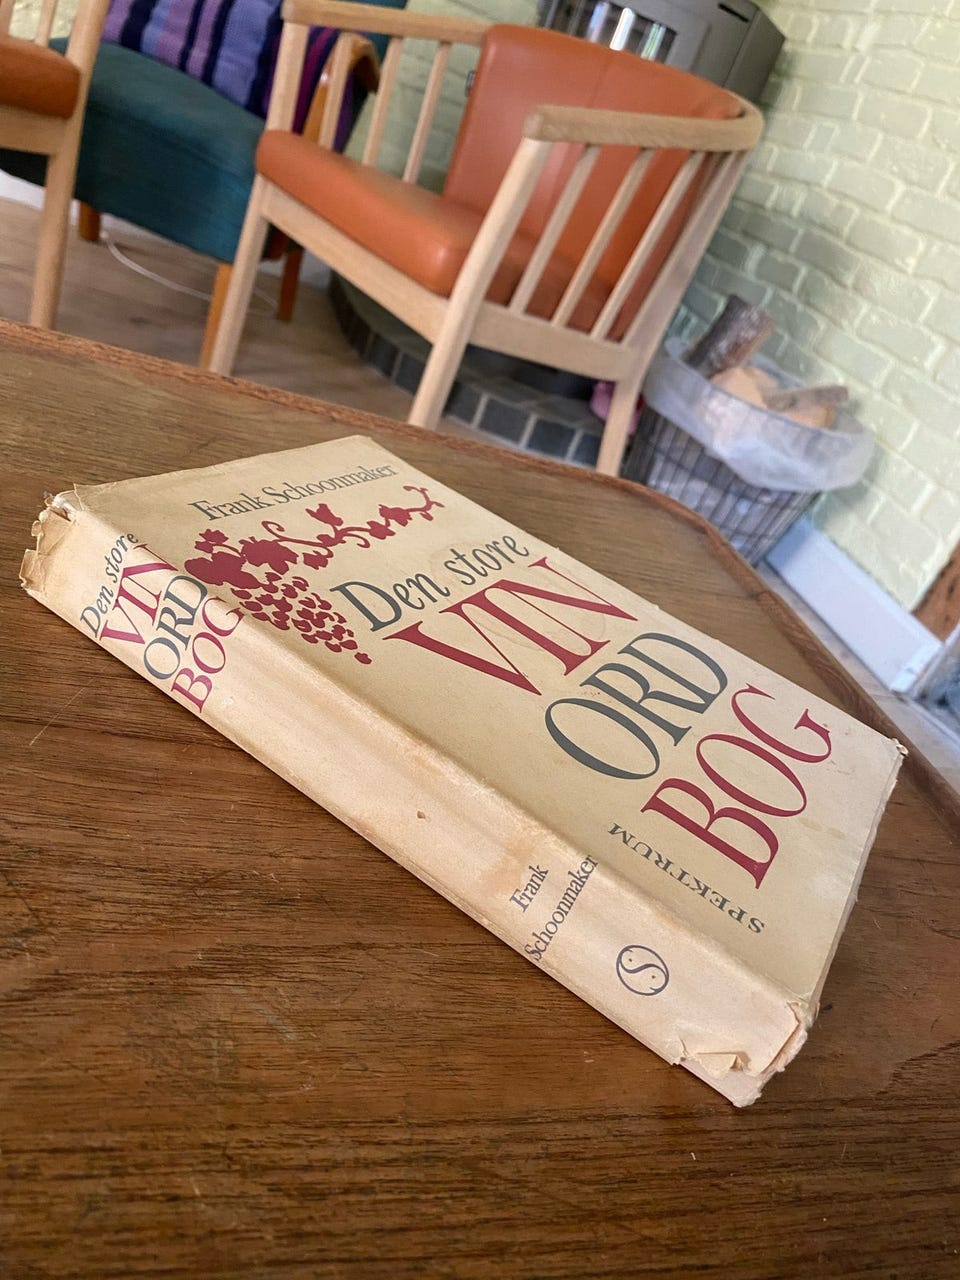 Frank Schoonmaker
Den store
VIN
ORD
BOG
SPEKTRUM
Den store
VIN
ORD
BOG
Frank
Schoonmaker
S